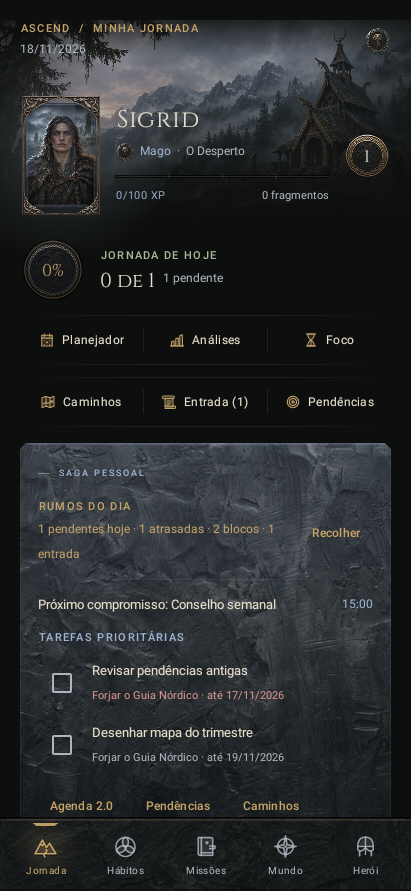 ASCEND / MINHA JORNADA
18/11/2026
SIGRID
Mago · O Desperto
1
0/100 XP
0 fragmentos
0%
JORNADA DE HOJE
0 DE 1 1 pendente
Planejador
Análises
Foco
Caminhos
Entrada (1)
Pendências
SAGA PESSOAL
RUMOS DO DIA
1 pendentes hoje · 1 atrasadas · 2 blocos · 1
entrada
Recolher
Próximo compromisso: Conselho semanal
15:00
TAREFAS PRIORITÁRIAS
Revisar pendências antigas
Forjar o Guia Nórdico · até 17/11/2026
Desenhar mapa do trimestre
Forjar o Guia Nórdico · até 19/11/2026
Agenda 2.0
Pendências
Caminhos
Jornada
Hábitos
Missões
Mundo
Herói